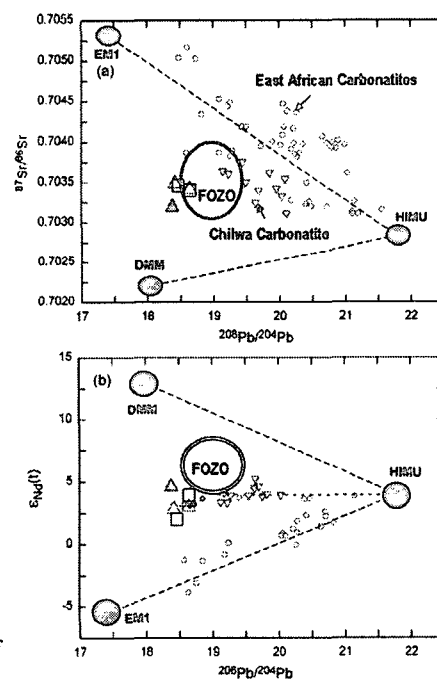 0.7055
EM1
(a)
0.7050
East African Carbonatitos
0.7045
0.7040
87Sr/86Sr
0.7035
FOZO
0.7030
Chilwa Carbonatito
HIMU
0.7025
DMM
0.7020
17 18 19 20 21 22
208Pb/204Pb
15
(b)
DMM
10
FOZO
5
HIMU
εNd(t)
0
-5
EM1
17 18 19 20 21 22
206Pb/204Pb